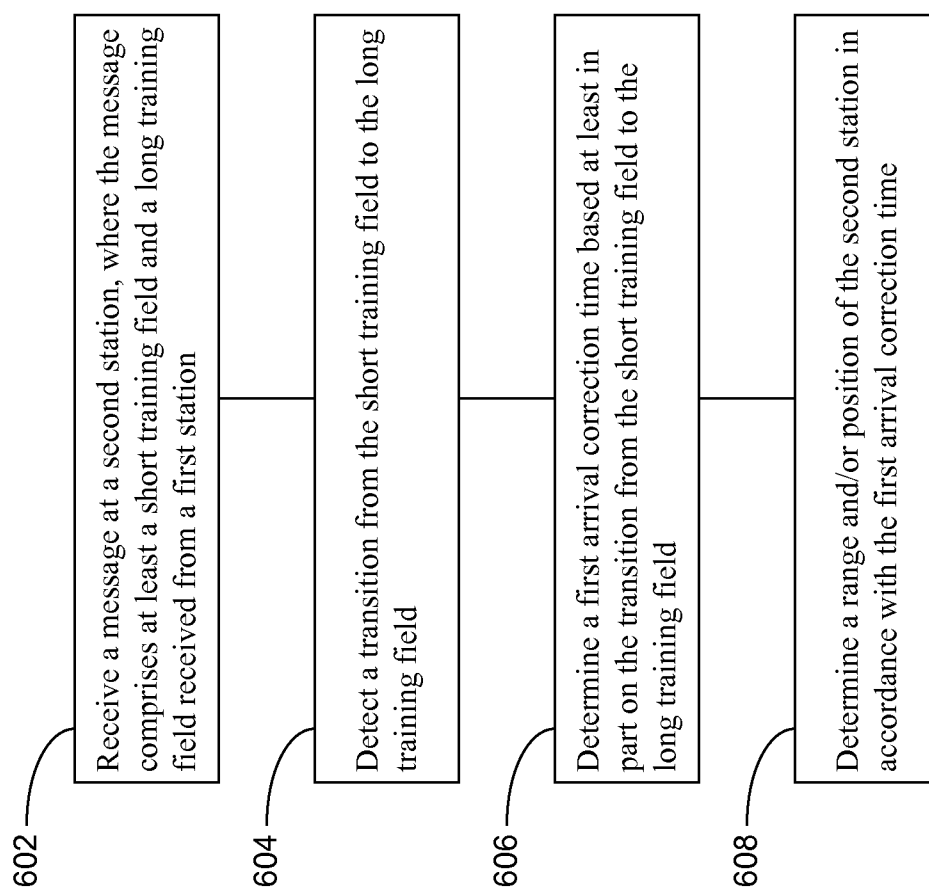 602
Receive a message at a second station, where the message
comprises at least a short training field and a long training
field received from a first station
604
Detect a transition from the short training field to the long
training field
606
Determine a first arrival correction time based at least in
part on the transition from the short training field to the
long training field
608
Determine a range and/or position of the second station in
accordance with the first arrival correction time